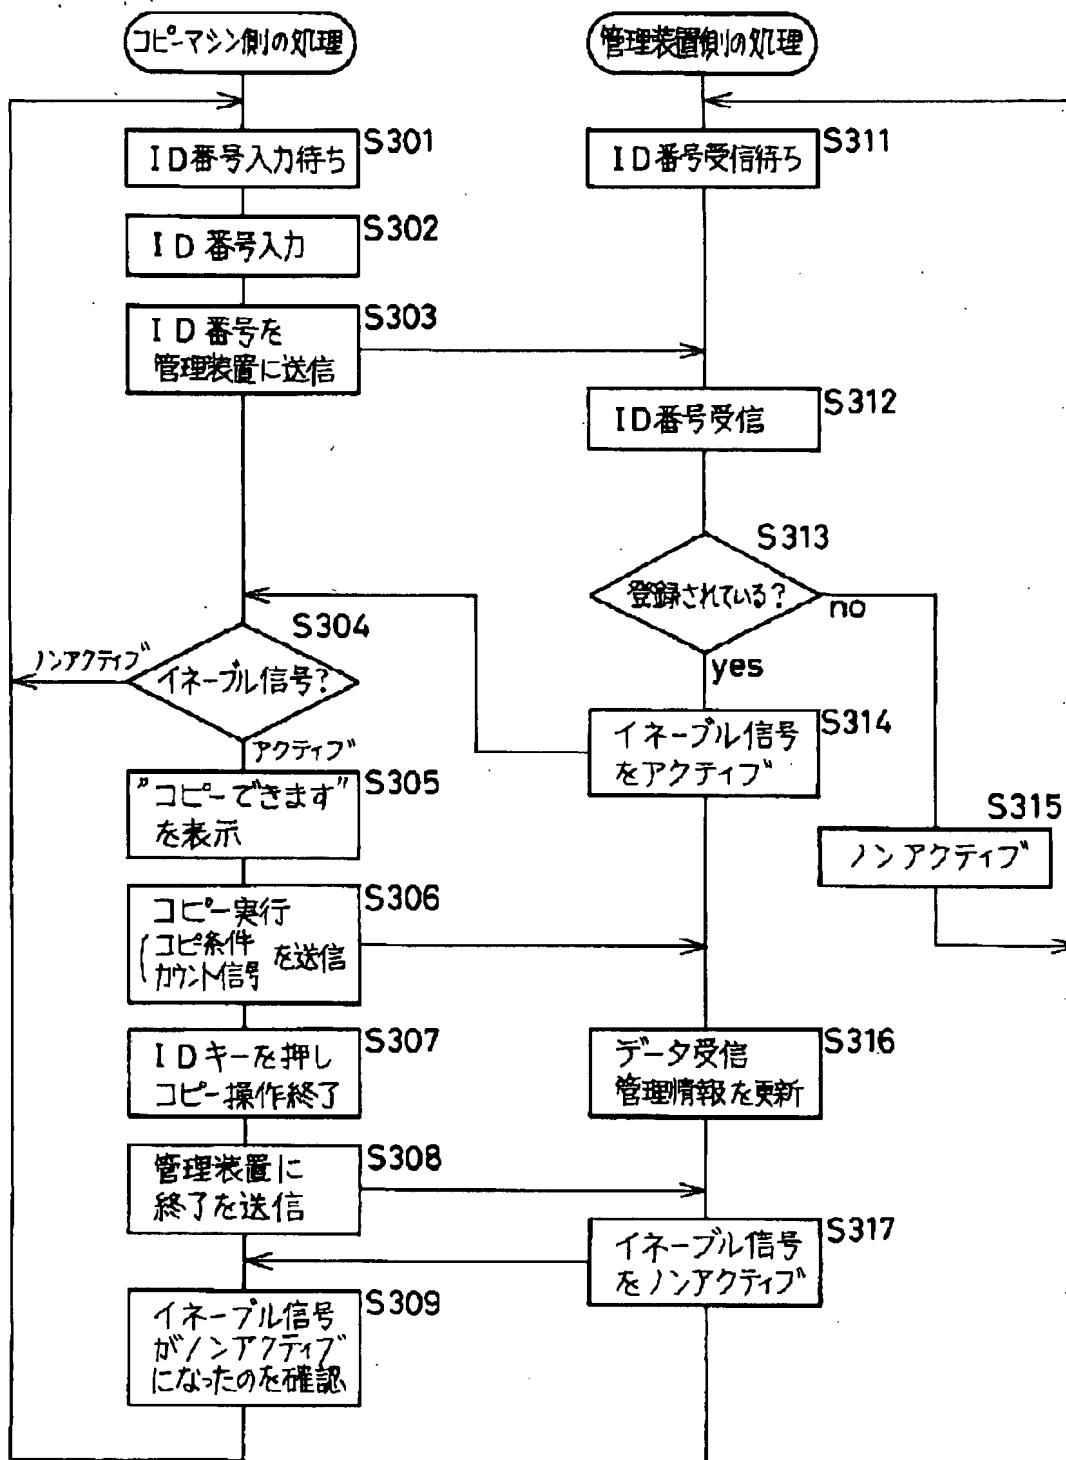 コピーマシン側の処理
S301
ID番号入力待ち
S302
ID番号入力
S303
ID番号を
管理装置に送信
S304
イネーブル信号?
ノンアクティブ
アクティブ
S305
"コピーできます"
を表示
S306
コピー実行
コピ条件
カウント信号
を送信
S307
IDキーを押し
コピー操作終了
S308
管理装置に
終了を送信
S309
イネーブル信号
がノンアクティブ
になったのを確認
管理装置側の処理
S311
ID番号受信待ち
S312
ID番号受信
S313
登録されている?
no
yes
S314
イネーブル信号
をアクティブ
S315
ノンアクティブ
S316
データ受信
管理情報を更新
S317
イネーブル信号
をノンアクティブ